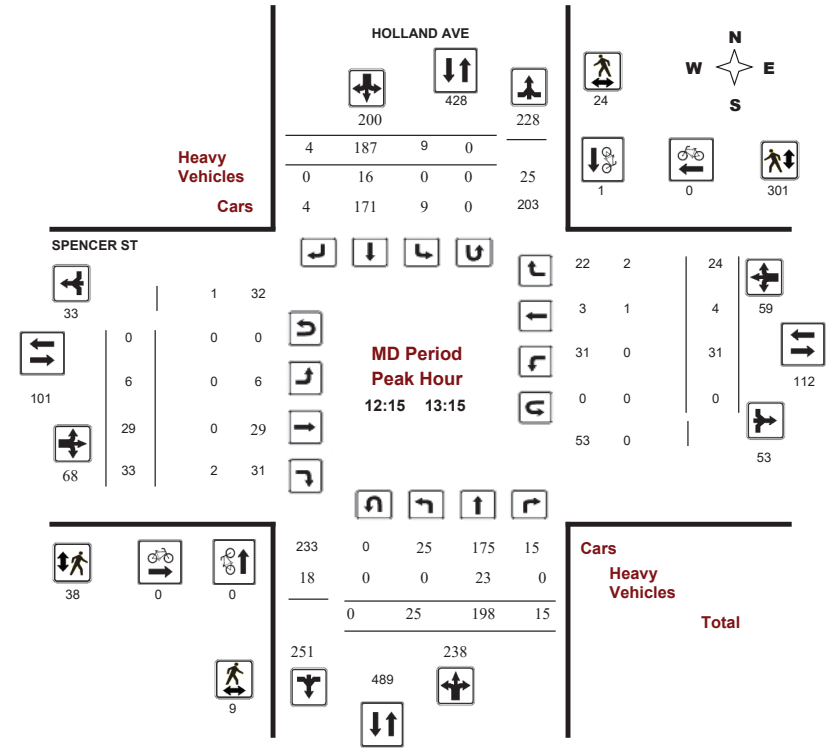 HOLLAND AVE
N
W E
S
428
24
200 228
4 187 9 0
Heavy
Vehicles 0 16 0 0 25
Cars 4 171 9 0 203
1 0 301
SPENCER ST
33
1 32
0 0 0
6 0 6
29 0 29
33 2 31
101
68
22 2 24
3 1 4
31 0 31
0 0 0
53 0
59
112
53
MD Period
Peak Hour
12:15 13:15
38 0 0
233 0 25 175 15 Cars
18 0 0 23 0 Heavy
Vehicles
0 25 198 15 Total
251 238
489
9